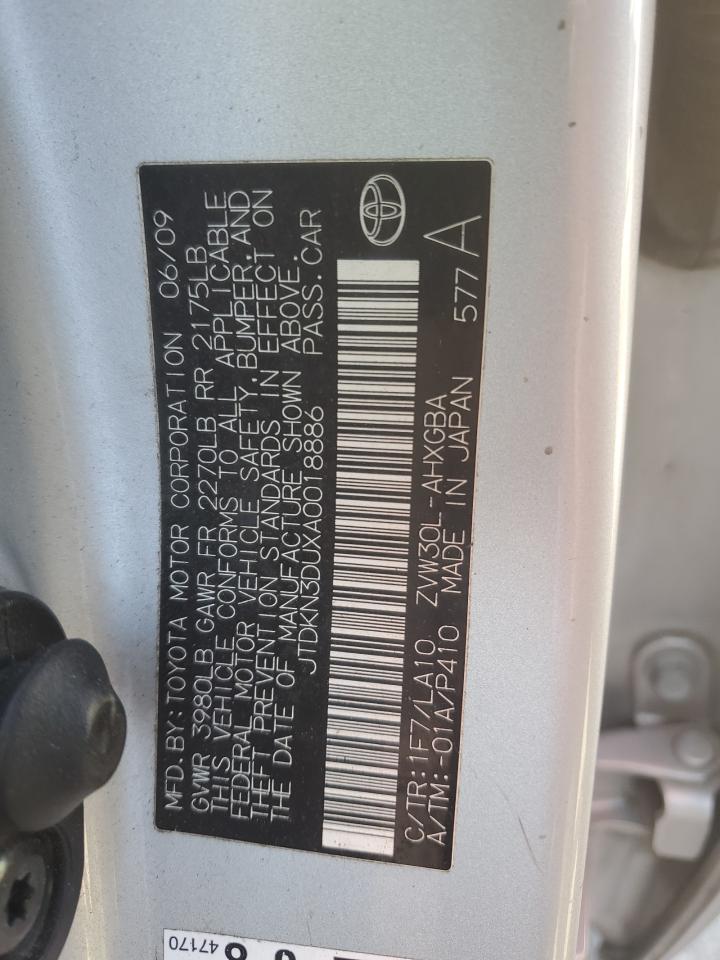 MFD. BY: TOYOTA MOTOR CORPORATION 06/09
GVWR 3980LB GAWR FR 2270LB RR 2175LB
THIS VEHICLE CONFORMS TO ALL APPLICABLE
FEDERAL MOTOR VEHICLE SAFETY, BUMPER, AND
THEFT PREVENTION STANDARDS IN EFFECT ON
THE DATE OF MANUFACTURE SHOWN ABOVE.
JTDKN3DUXA0018886 PASS. CAR
C/TR: 1F7/LA10 ZVW30L-AHXGBA
A/TM: -01A/P410 MADE IN JAPAN 577 A
47170